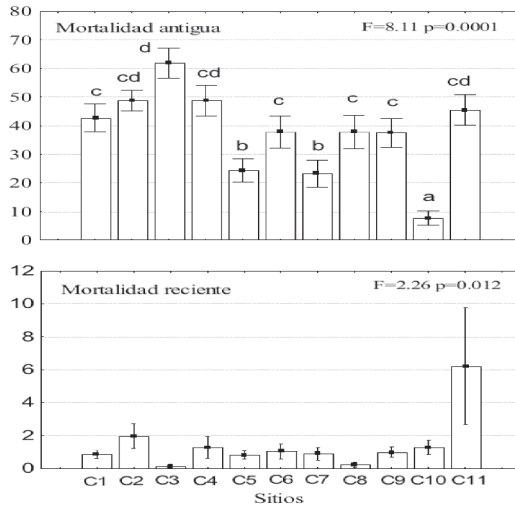 80
Mortalidad antigua
F=8.11 p=0.0001
70
60
50
40
30
20
10
0
c
cd
d
cd
b
c
b
c
c
a
cd
12
Mortalidad reciente
F=2.26 p=0.012
10
8
6
4
2
0
C1 C2 C3 C4 C5 C6 C7 C8 C9 C10 C11
Sitios